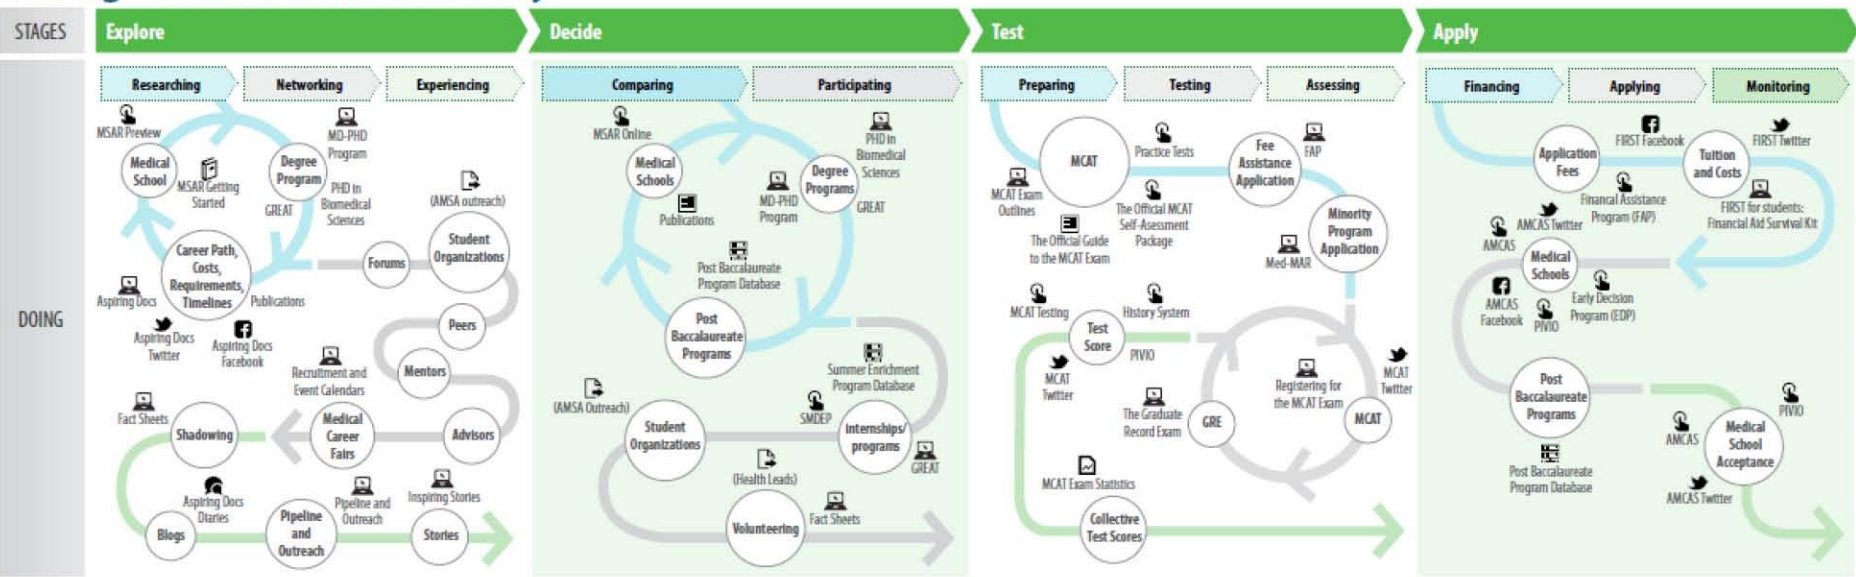 STAGES
Explore
Decide
Test
Apply
DOING
Researching
Networking
Experiencing
MSAR Preview
Medical
School
MSAR Getting
Started
Degree
Program
MD-PHD
Program
PHD in
Biomedical
Sciences
GREAT
Career Path,
Costs,
Requirements,
Timelines
Publications
Aspiring Docs
Aspiring Docs
Twitter
Aspiring Docs
Facebook
(AMSA outreach)
Student
Organizations
Forums
Peers
Mentors
Advisors
Recruitment and
Event Calendars
Medical
Career
Fairs
Fact Sheets
Shadowing
Aspiring Docs
Diaries
Blogs
Pipeline
and
Outreach
Pipeline and
Outreach
Inspiring Stories
Stories
Comparing
Participating
MSAR Online
Medical
Schools
Publications
Degree
Programs
MD-PHD
Program
PHD in
Biomedical
Sciences
GREAT
Post Baccalaureate
Program Database
Post
Baccalaureate
Programs
Summer Enrichment
Program Database
(AMSA Outreach)
Student
Organizations
SMDEP
Internships/
programs
GREAT
(Health Leads)
Volunteering
Fact Sheets
Preparing
Testing
Assessing
MCAT
Practice Tests
MCAT Exam
Outlines
The Official Guide
to the MCAT Exam
The Official MCAT
Self-Asessment
Package
Fee
Assistance
Application
FAP
Minority
Program
Application
Med-MAR
MCAT Testing
History System
Test
Score
PIVIO
MCAT
Twitter
Registering for
the MCAT Exam
MCAT
Twitter
MCAT
The Graduate
Record Exam
GRE
MCAT Exam Statistics
Collective
Test Scores
Financing
Applying
Monitoring
Application
Fees
FIRST Facebook
Tuition
and Costs
FIRST Twitter
Financal Assistance
Program (FAP)
FIRST for students:
Financial Aid Survival Kit
AMCAS
AMCAS Twitter
Medical
Schools
AMCAS
Facebook
PIVIO
Early Decision
Program (EDP)
Post
Baccalaureate
Programs
Post Baccalaureate
Program Database
AMCAS
PIVIO
Medical
School
Acceptance
AMCAS Twitter